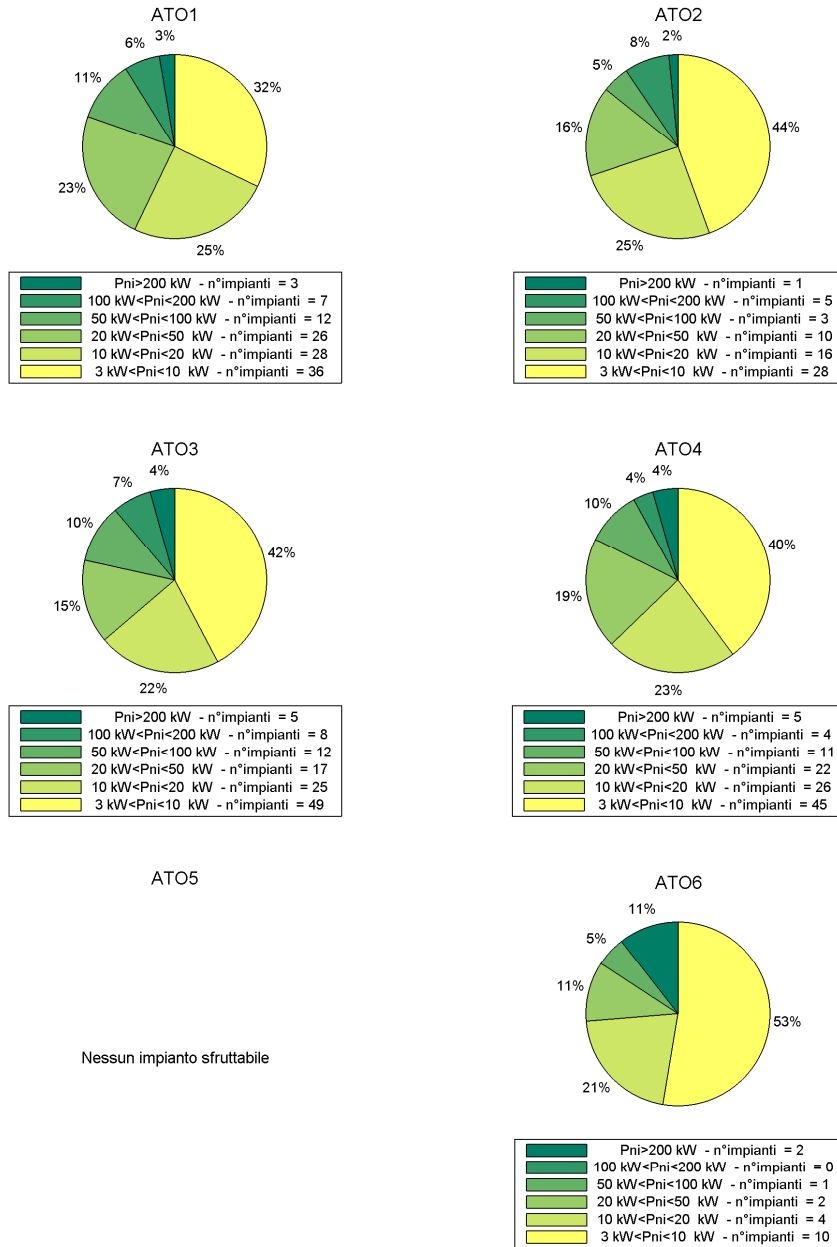 ATO1
3%
6%
11%
32%
23%
25%
Pni>200 kW - n°impianti = 3
100 kW<Pni<200 kW - n°impianti = 7
50 kW<Pni<100 kW - n°impianti = 12
20 kW<Pni<50 kW - n°impianti = 26
10 kW<Pni<20 kW - n°impianti = 28
3 kW<Pni<10 kW - n°impianti = 36
ATO2
2%
8%
5%
44%
16%
25%
Pni>200 kW - n°impianti = 1
100 kW<Pni<200 kW - n°impianti = 5
50 kW<Pni<100 kW - n°impianti = 3
20 kW<Pni<50 kW - n°impianti = 10
10 kW<Pni<20 kW - n°impianti = 16
3 kW<Pni<10 kW - n°impianti = 28
ATO3
4%
7%
10%
42%
15%
22%
Pni>200 kW - n°impianti = 5
100 kW<Pni<200 kW - n°impianti = 8
50 kW<Pni<100 kW - n°impianti = 12
20 kW<Pni<50 kW - n°impianti = 17
10 kW<Pni<20 kW - n°impianti = 25
3 kW<Pni<10 kW - n°impianti = 49
ATO4
4%
4%
10%
40%
19%
23%
Pni>200 kW - n°impianti = 5
100 kW<Pni<200 kW - n°impianti = 4
50 kW<Pni<100 kW - n°impianti = 11
20 kW<Pni<50 kW - n°impianti = 22
10 kW<Pni<20 kW - n°impianti = 26
3 kW<Pni<10 kW - n°impianti = 45
ATO5
Nessun impianto sfruttabile
ATO6
11%
5%
11%
53%
21%
Pni>200 kW - n°impianti = 2
100 kW<Pni<200 kW - n°impianti = 0
50 kW<Pni<100 kW - n°impianti = 1
20 kW<Pni<50 kW - n°impianti = 2
10 kW<Pni<20 kW - n°impianti = 4
3 kW<Pni<10 kW - n°impianti = 10